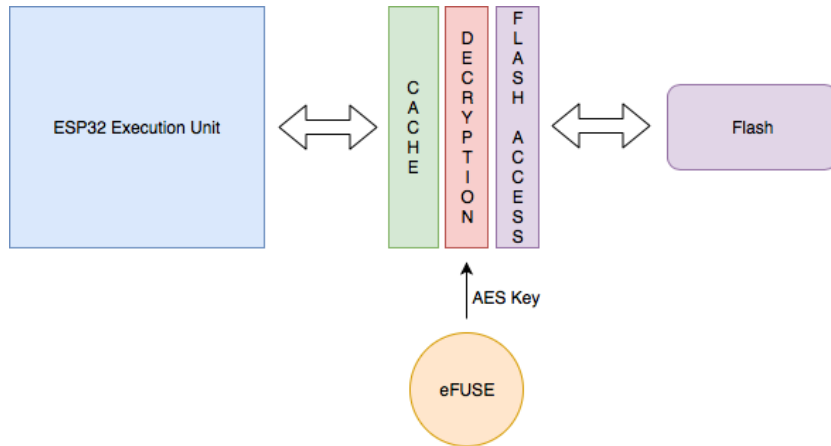 ESP32 Execution Unit
CACHE
DECRYPTION
FLASH ACCESS
Flash
AES Key
eFUSE